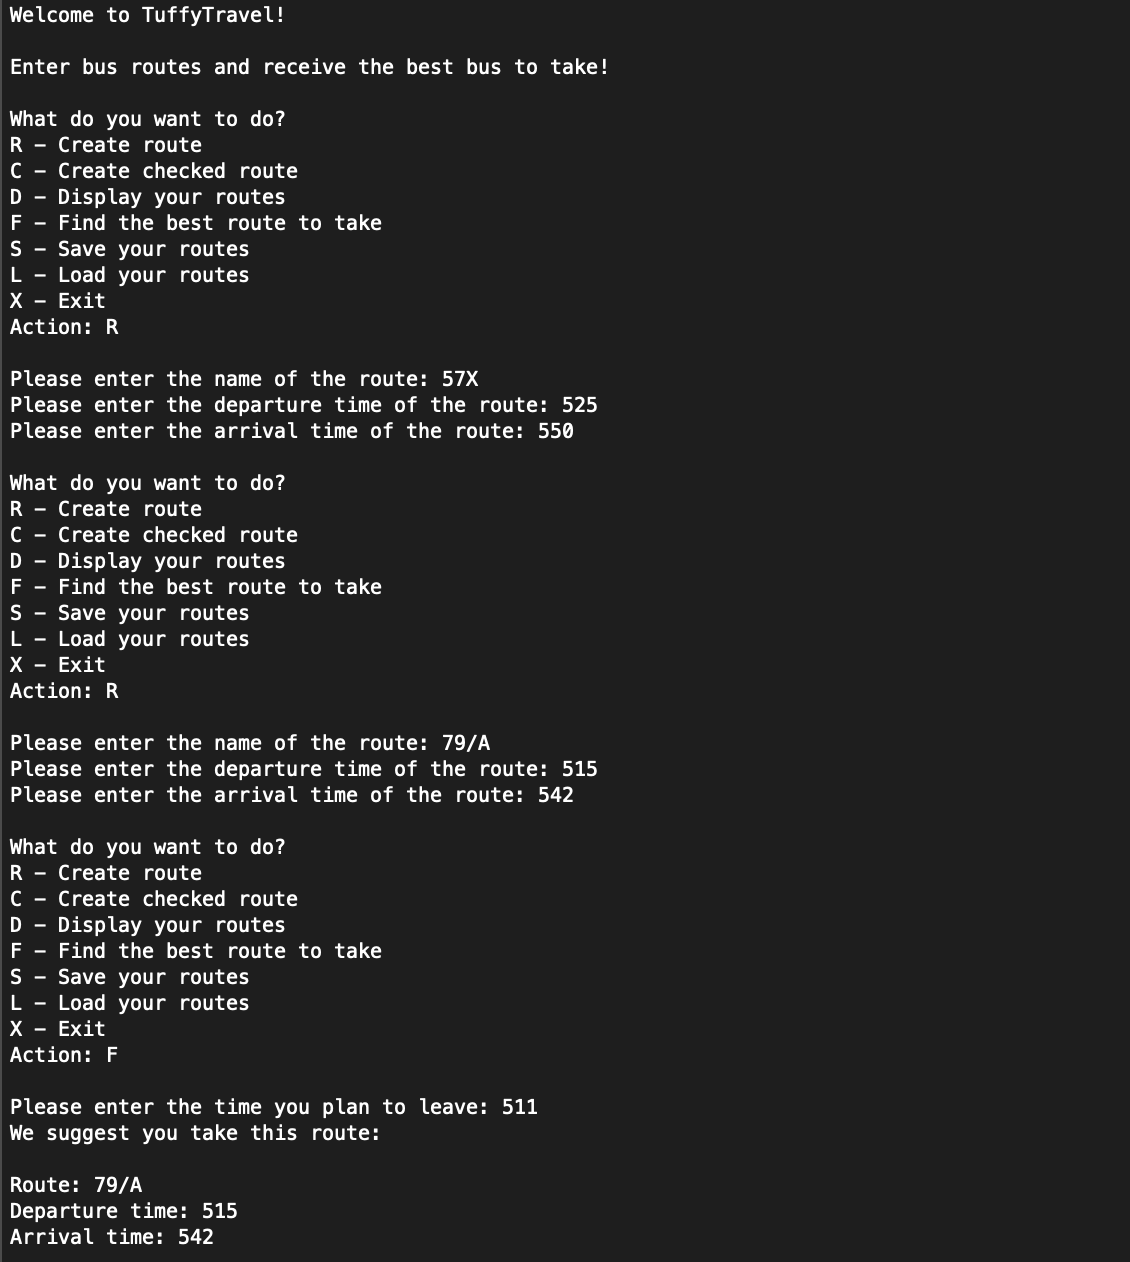 Welcome to TuffyTravel!
Enter bus routes and receive the best bus to take!
What do you want to do?
R – Create route
C – Create checked route
D – Display your routes
F – Find the best route to take
S – Save your routes
L – Load your routes
X – Exit
Action: R
Please enter the name of the route: 57X
Please enter the departure time of the route: 525
Please enter the arrival time of the route: 550
What do you want to do?
R – Create route
C – Create checked route
D – Display your routes
F – Find the best route to take
S – Save your routes
L – Load your routes
X – Exit
Action: R
Please enter the name of the route: 79/A
Please enter the departure time of the route: 515
Please enter the arrival time of the route: 542
What do you want to do?
R – Create route
C – Create checked route
D – Display your routes
F – Find the best route to take
S – Save your routes
L – Load your routes
X – Exit
Action: F
Please enter the time you plan to leave: 511
We suggest you take this route:
Route: 79/A
Departure time: 515
Arrival time: 542